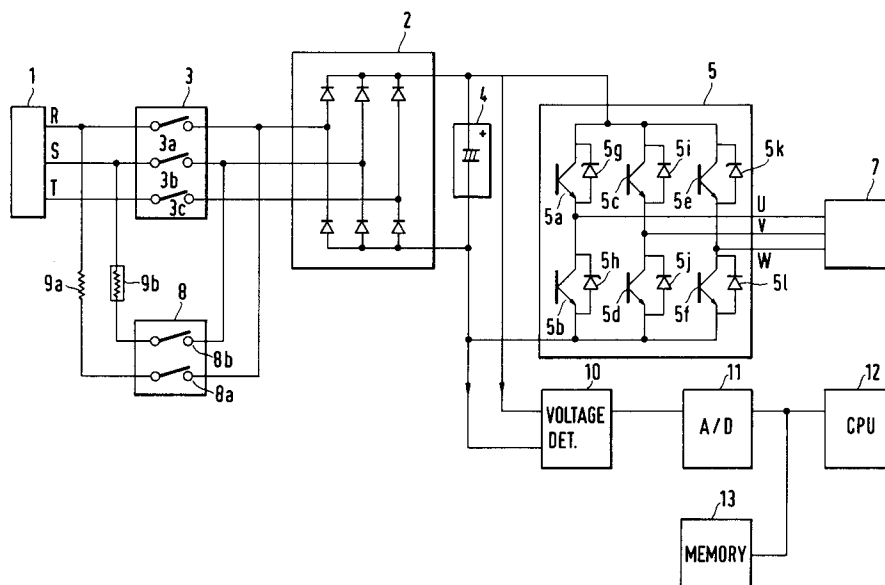 2
1
3
R
S
T
3a
3b
3c
4
+
5
5g
5i
5k
5a
5c
5e
7
U
V
W
9a
9b
8
8b
8a
5h
5j
5l
5b
5d
5f
10
11
12
VOLTAGE
DET.
A/D
CPU
13
MEMORY